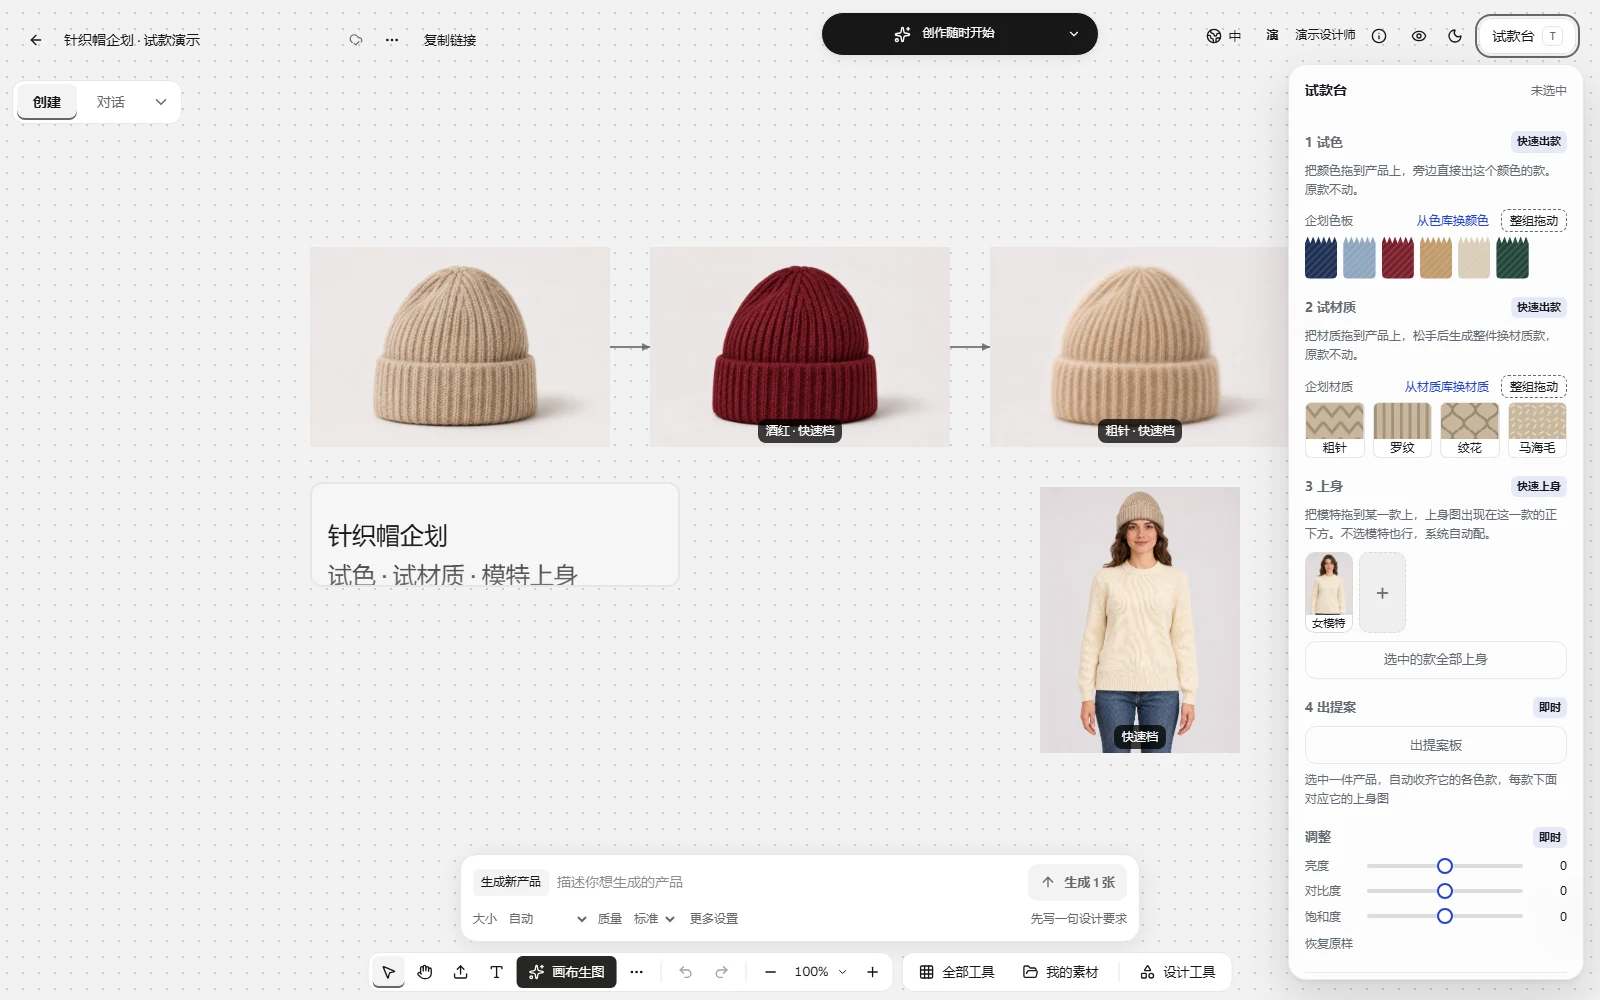 针织帽企划 · 试款演示
复制链接
创作随时开始
中
演
演示设计师
试款台 T
创建
对话
试款台
未选中
1 试色
快速出款
把颜色拖到产品上，旁边直接出这个颜色的款。
原款不动。
企划色板
从色库换颜色
整组拖动
2 试材质
快速出款
把材质拖到产品上，松手后生成整件换材质款，
原款不动。
企划材质
从材质库换材质
整组拖动
粗针
罗纹
绞花
马海毛
3 上身
快速上身
把模特拖到某一款上，上身图出现在这一款的正
下方。不选模特也行，系统自动配。
女模特
选中的款全部上身
4 出提案
即时
出提案板
选中一件产品，自动收齐它的各色款，每款下面
对应它的上身图
调整
即时
亮度
0
对比度
0
饱和度
0
恢复原样
酒红 · 快速档
粗针 · 快速档
针织帽企划
试色 · 试材质 · 模特上身
快速档
生成新产品
描述你想生成的产品
生成 1 张
大小
自动
质量
标准
更多设置
先写一句设计要求
画布生图
100%
全部工具
我的素材
设计工具